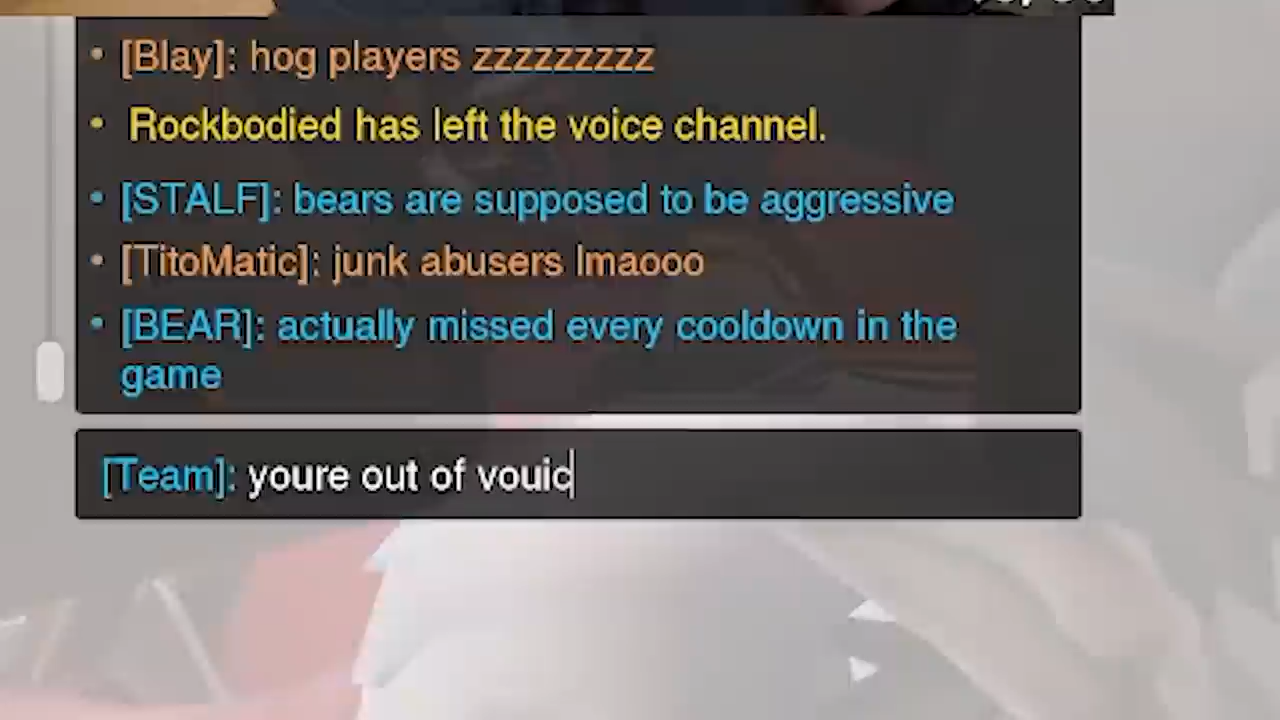 [Blay]: hog players zzzzzzzzz
Rockbodied has left the voice channel.
[STALF]: bears are supposed to be aggressive
[TitoMatic]: junk abusers lmaooo
[BEAR]: actually missed every cooldown in the
game
[Team]: youre out of vouic